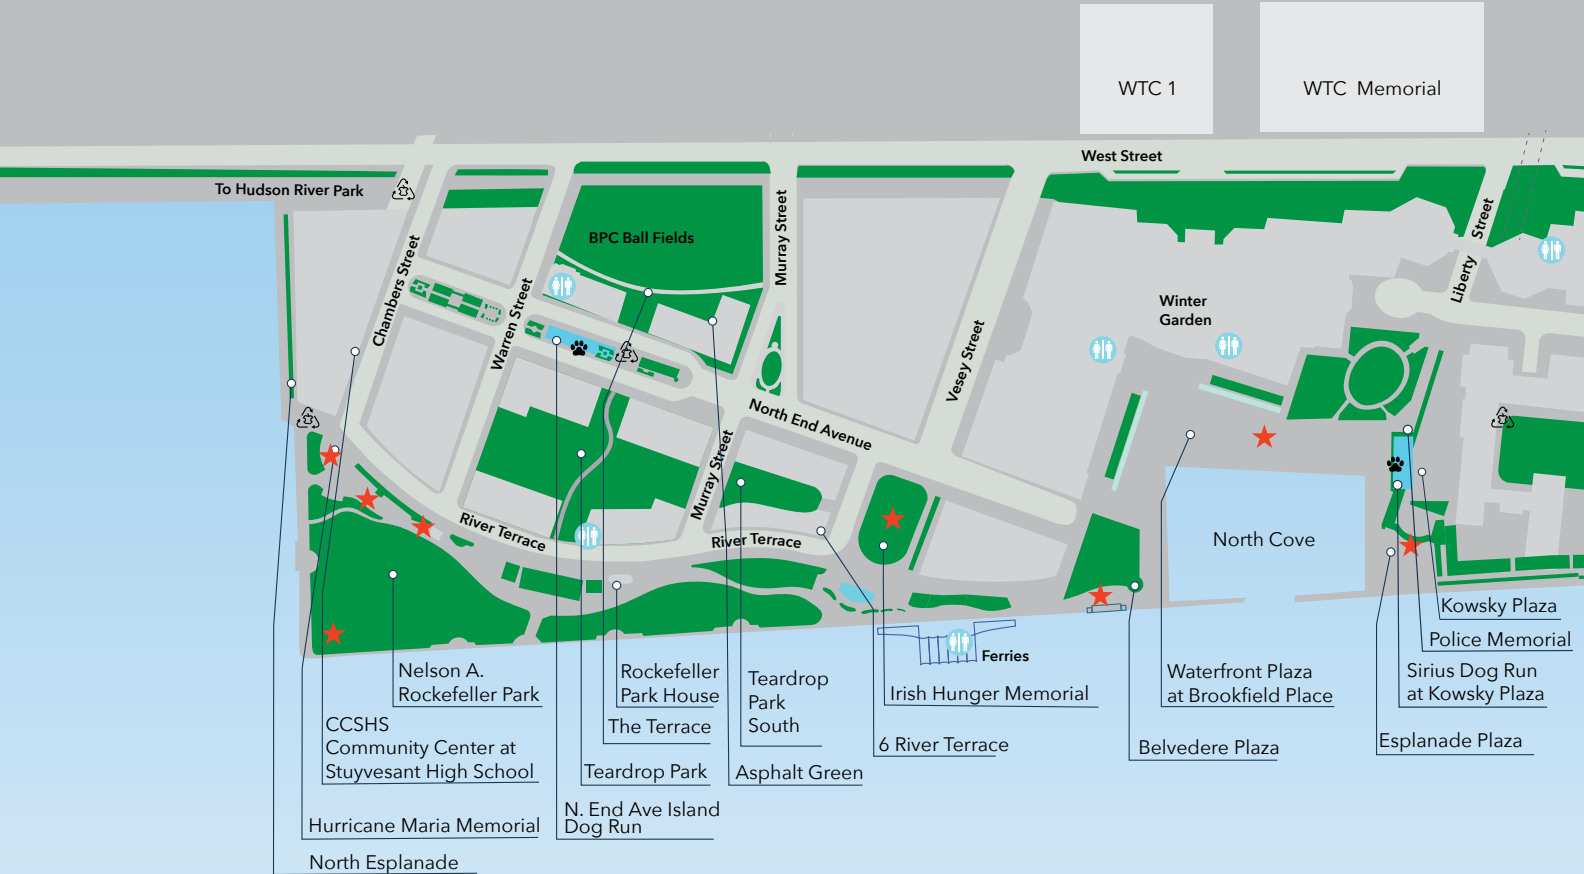 WTC 1
WTC Memorial
West Street
To Hudson River Park
BPC Ball Fields
Murray Street
Chambers Street
Warren Street
Vesey Street
Liberty Street
Winter
Garden
North End Avenue
Murray Street
River Terrace
River Terrace
North Cove
Ferries
Kowsky Plaza
Police Memorial
Sirius Dog Run
at Kowsky Plaza
Esplanade Plaza
Waterfront Plaza
at Brookfield Place
Belvedere Plaza
Irish Hunger Memorial
6 River Terrace
Teardrop
Park
South
Asphalt Green
Rockefeller
Park House
The Terrace
Teardrop Park
N. End Ave Island
Dog Run
Nelson A.
Rockefeller Park
CCSHS
Community Center at
Stuyvesant High School
Hurricane Maria Memorial
North Esplanade